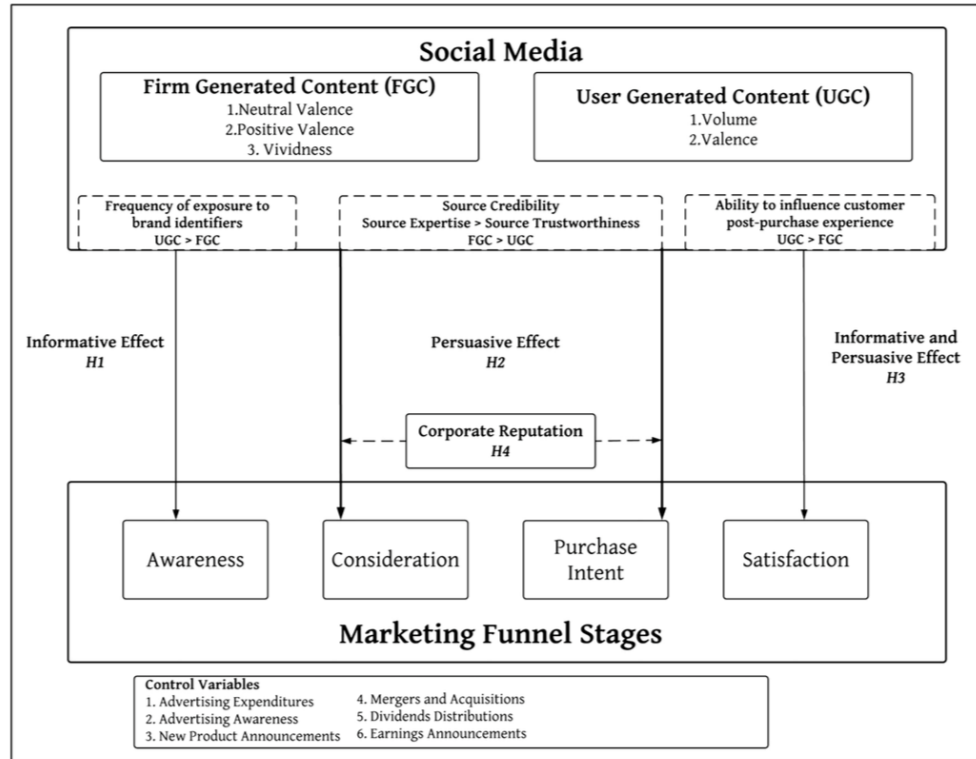 Social Media
Firm Generated Content (FGC)
1.Neutral Valence
2.Positive Valence
3. Vividness
User Generated Content (UGC)
1.Volume
2.Valence
Frequency of exposure to
brand identifiers
UGC > FGC
Source Credibility
Source Expertise > Source Trustworthiness
FGC > UGC
Ability to influence customer
post-purchase experience
UGC > FGC
Informative Effect
H1
Persuasive Effect
H2
Informative and
Persuasive Effect
H3
Corporate Reputation
H4
Awareness
Consideration
Purchase
Intent
Satisfaction
Marketing Funnel Stages
Control Variables
1. Advertising Expenditures
2. Advertising Awareness
3. New Product Announcements
4. Mergers and Acquisitions
5. Dividends Distributions
6. Earnings Announcements